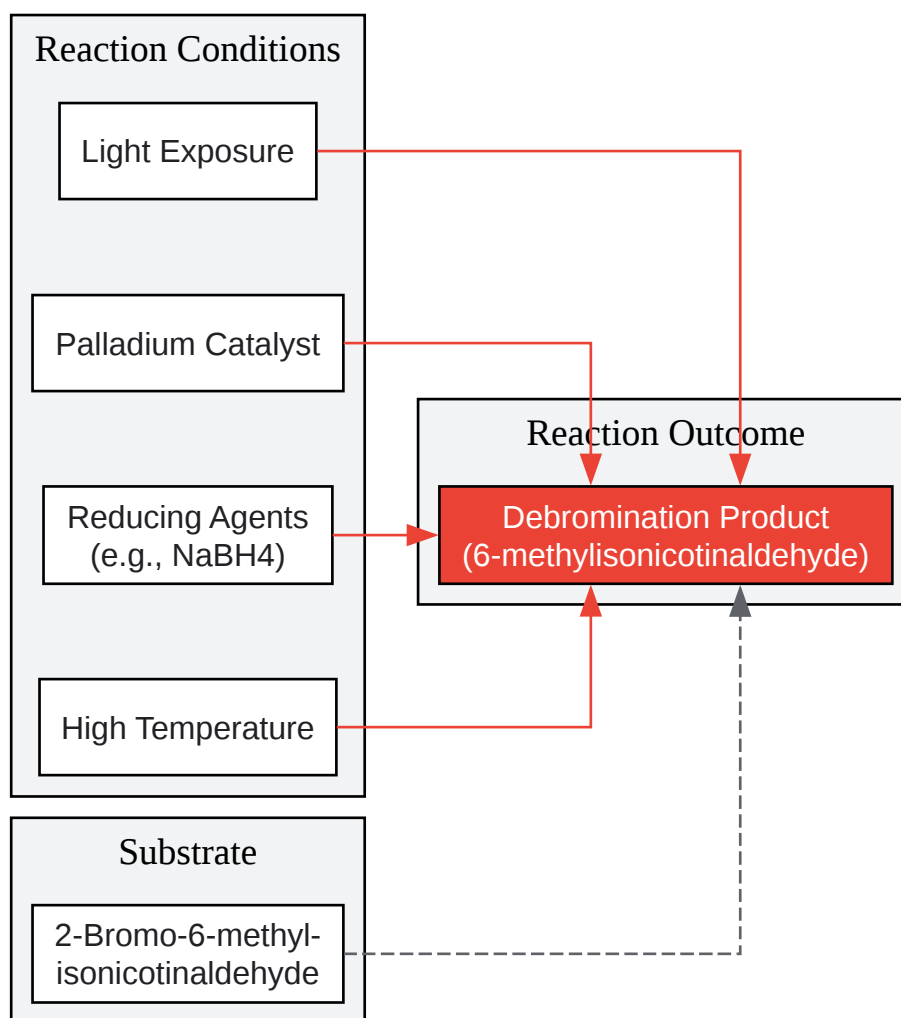 Reaction Conditions
Light Exposure
Palladium Catalyst
Reducing Agents
(e.g., NaBH4)
High Temperature
Reaction Outcome
Debromination Product
(6-methylisonicotinaldehyde)
Substrate
2-Bromo-6-methyl-
isonicotinaldehyde